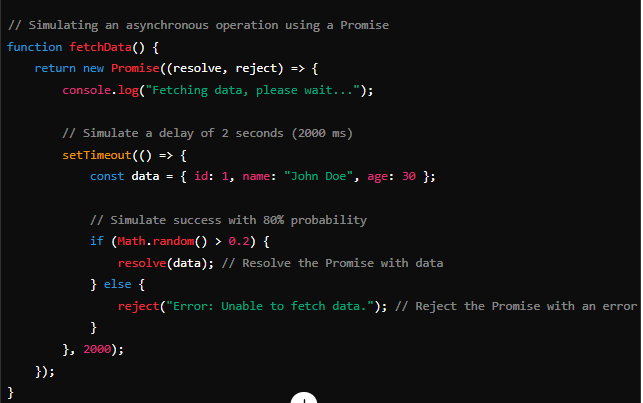 // Simulating an asynchronous operation using a Promise
function fetchData() {
    return new Promise((resolve, reject) => {
        console.log("Fetching data, please wait...");

        // Simulate a delay of 2 seconds (2000 ms)
        setTimeout(() => {
            const data = { id: 1, name: "John Doe", age: 30 };

            // Simulate success with 80% probability
            if (Math.random() > 0.2) {
                resolve(data); // Resolve the Promise with data
            } else {
                reject("Error: Unable to fetch data."); // Reject the Promise with an error
            }
        }, 2000);
    });
}